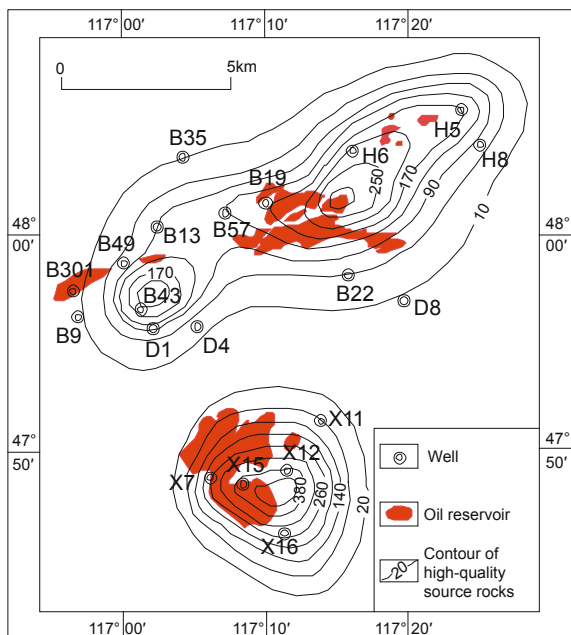 117° 00′ 117° 10′ 117° 20′
0 5km
B35
H5
H6
H8
B19
250
170
90
10
B57
B13
48°
00′
48°
00′
B49
B301
170
B43
B22
D8
B9
D1
D4
X11
47°
50′
47°
50′
X12
X15
X7
380
260
140
20
X16
Well
Oil reservoir
20
Contour of
high-quality
source rocks
117° 00′ 117° 10′ 117° 20′